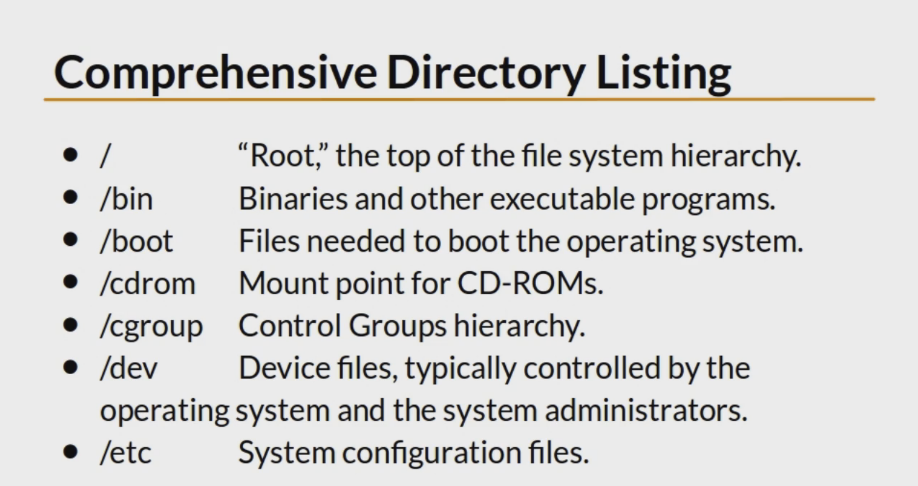 Comprehensive Directory Listing
• / “Root,” the top of the file system hierarchy.
• /bin Binaries and other executable programs.
• /boot Files needed to boot the operating system.
• /cdrom Mount point for CD-ROMs.
• /cgroup Control Groups hierarchy.
• /dev Device files, typically controlled by the
operating system and the system administrators.
• /etc System configuration files.